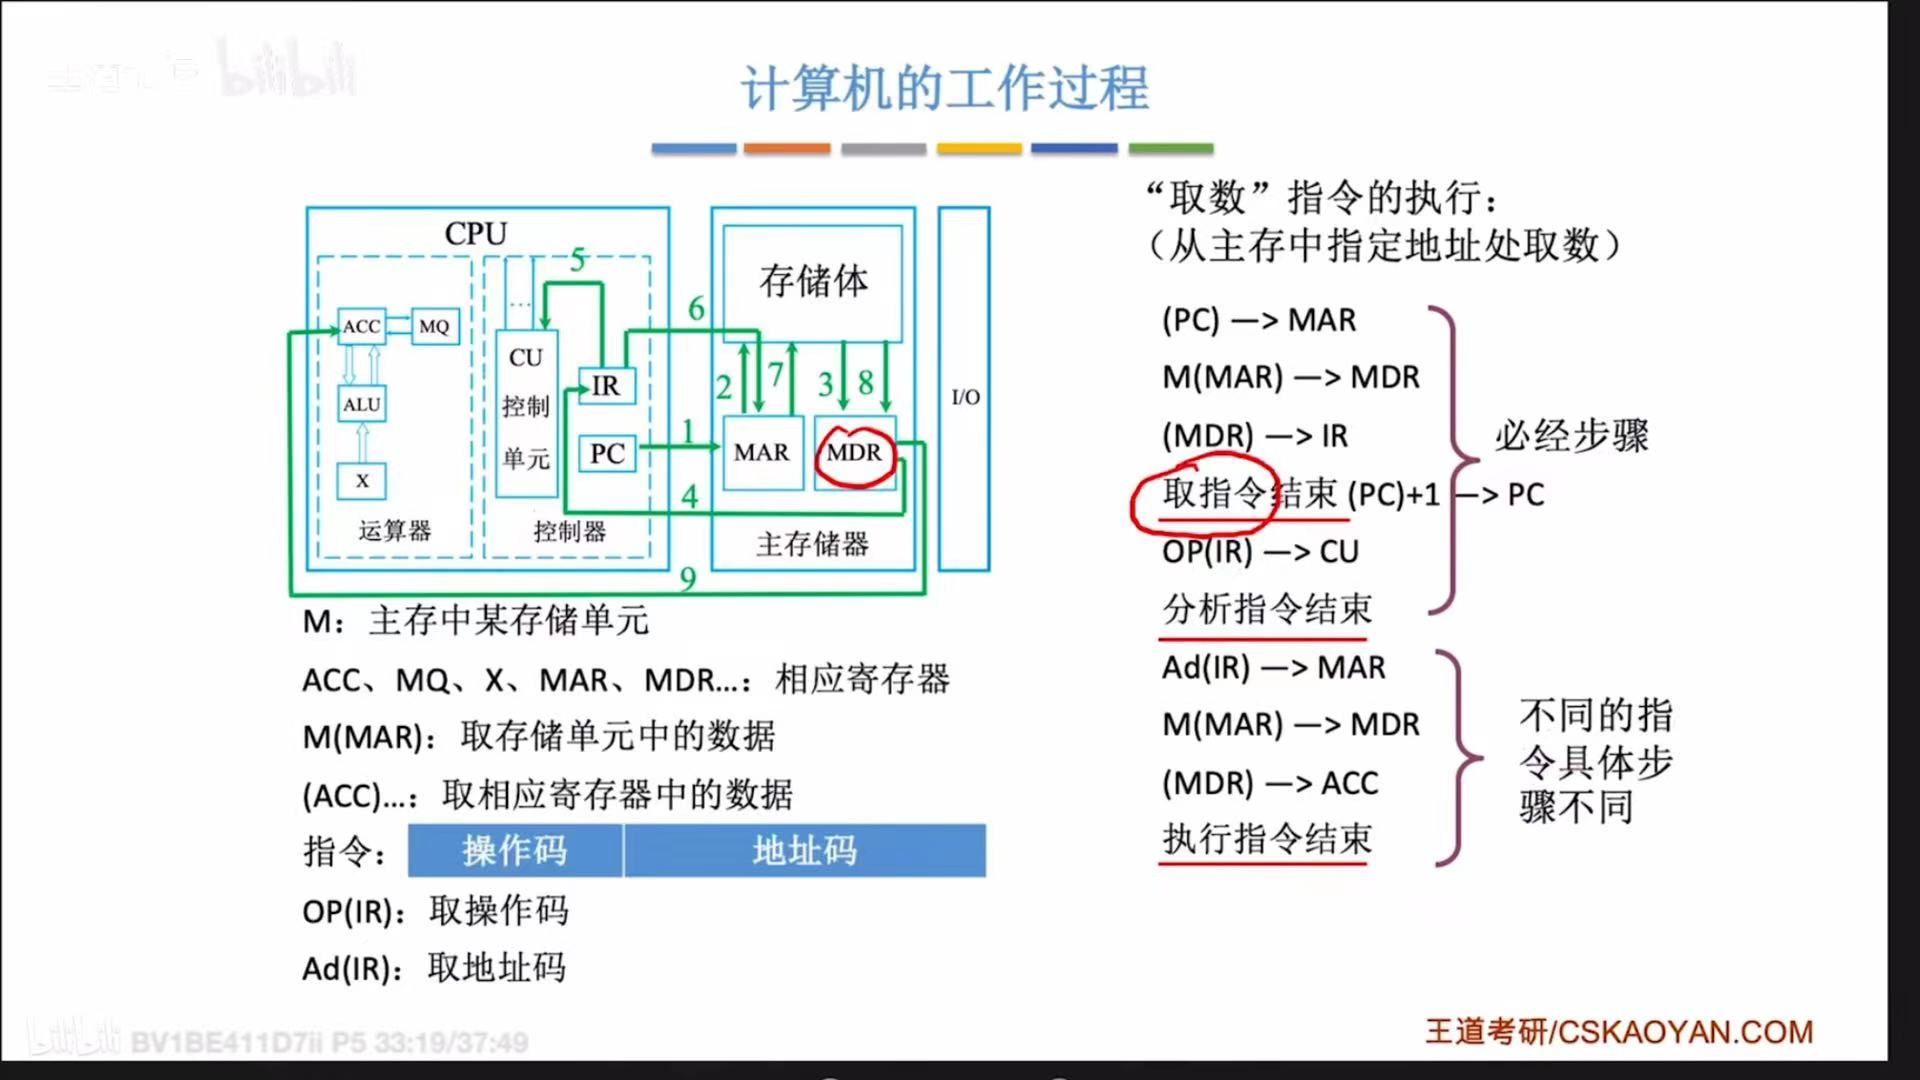 bilibili
计算机的工作过程
CPU
ACC
MQ
ALU
X
运算器
...
CU
控制
单元
IR
PC
控制器
5
6
1
4
9
存储体
2
7
3
8
MAR
MDR
主存储器
I/O
M：主存中某存储单元
ACC、MQ、X、MAR、MDR...：相应寄存器
M(MAR)：取存储单元中的数据
(ACC)...：取相应寄存器中的数据
指令：
操作码
地址码
OP(IR)：取操作码
Ad(IR)：取地址码
“取数”指令的执行：
（从主存中指定地址处取数）
(PC) —> MAR
M(MAR) —> MDR
(MDR) —> IR
取指令结束 (PC)+1 —> PC
OP(IR) —> CU
分析指令结束
必经步骤
Ad(IR) —> MAR
M(MAR) —> MDR
(MDR) —> ACC
执行指令结束
不同的指
令具体步
骤不同
bilibili BV1BE411D7ii P5 33:19/37:49
王道考研/CSKAOYAN.COM